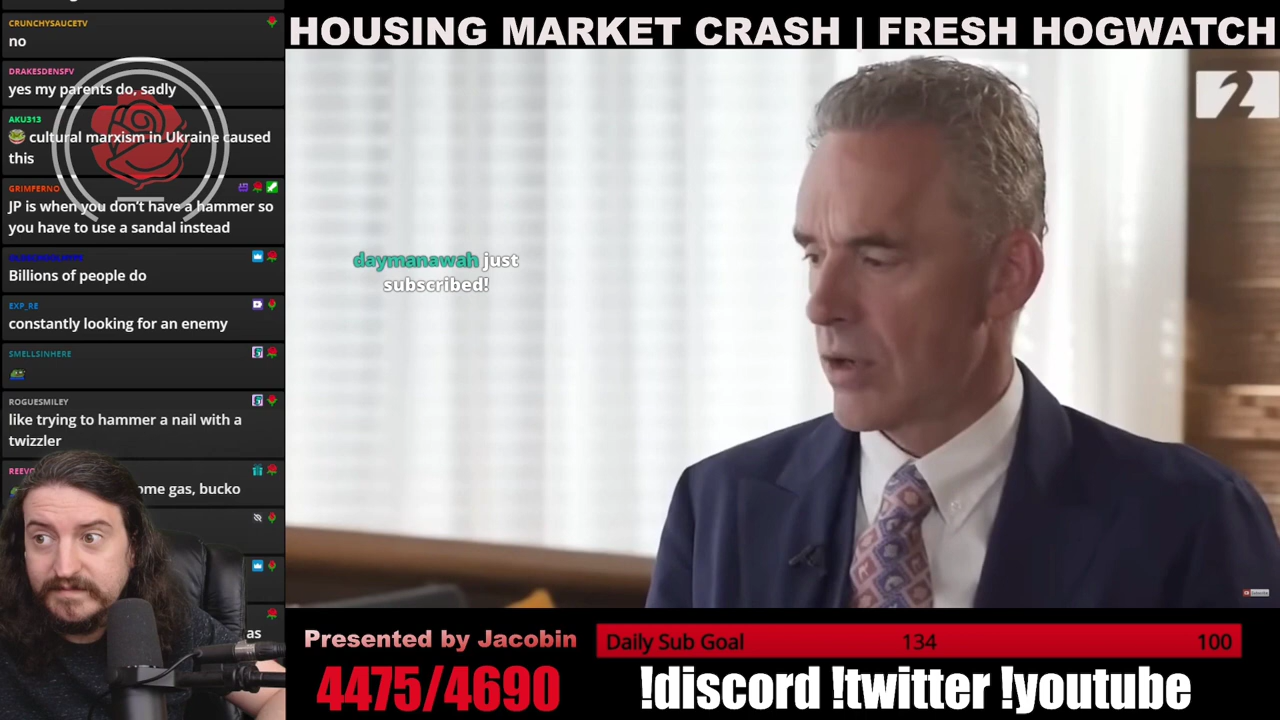 HOUSING MARKET CRASH | FRESH HOGWATCH
CRUNCHYSAUCETV
no
DRAKESDENSFV
yes my parents do, sadly
AKU313
cultural marxism in Ukraine caused
this
GRIMFERNO
JP is when you don't have a hammer so
you have to use a sandal instead
Billions of people do
EXP_RE
constantly looking for an enemy
SMELLSINHERE
ROGUESMILEY
like trying to hammer a nail with a
twizzler
ome gas, bucko
as
daymanawah just
subscribed!
2
Presented by Jacobin
4475/4690
Daily Sub Goal 134 100
!discord !twitter !youtube